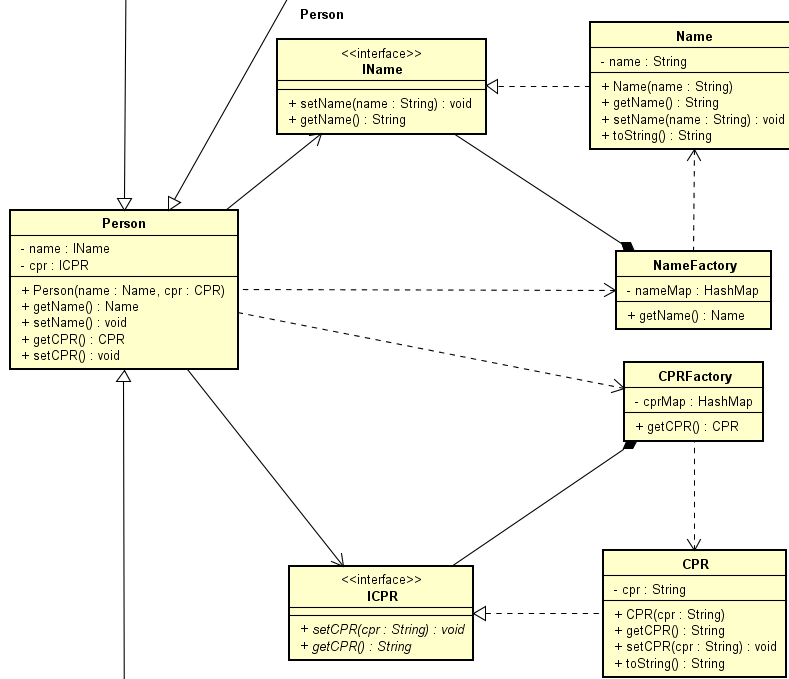 Person
<<interface>>
IName
+ setName(name : String) : void
+ getName() : String
Name
- name : String
+ Name(name : String)
+ getName() : String
+ setName(name : String) : void
+ toString() : String
Person
- name : IName
- cpr : ICPR
+ Person(name : Name, cpr : CPR)
+ getName() : Name
+ setName() : void
+ getCPR() : CPR
+ setCPR() : void
NameFactory
- nameMap : HashMap
+ getName() : Name
CPRFactory
- cprMap : HashMap
+ getCPR() : CPR
<<interface>>
ICPR
+ setCPR(cpr : String) : void
+ getCPR() : String
CPR
- cpr : String
+ CPR(cpr : String)
+ getCPR() : String
+ setCPR(cpr : String) : void
+ toString() : String